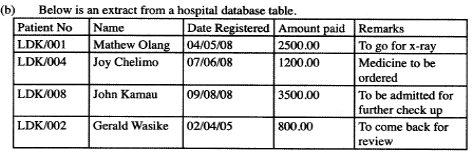 (b) Below is an extract from a hospital database table.
Patient No Name Date Registered Amount paid Remarks
LDK/001 Mathew Olang 04/05/08 2500.00 To go for x-ray
LDK/004 Joy Chelimo 07/06/08 1200.00 Medicine to be
ordered
LDK/008 John Kamau 09/08/08 3500.00 To be admitted for
further check up
LDK/002 Gerald Wasike 02/04/05 800.00 To come back for
review